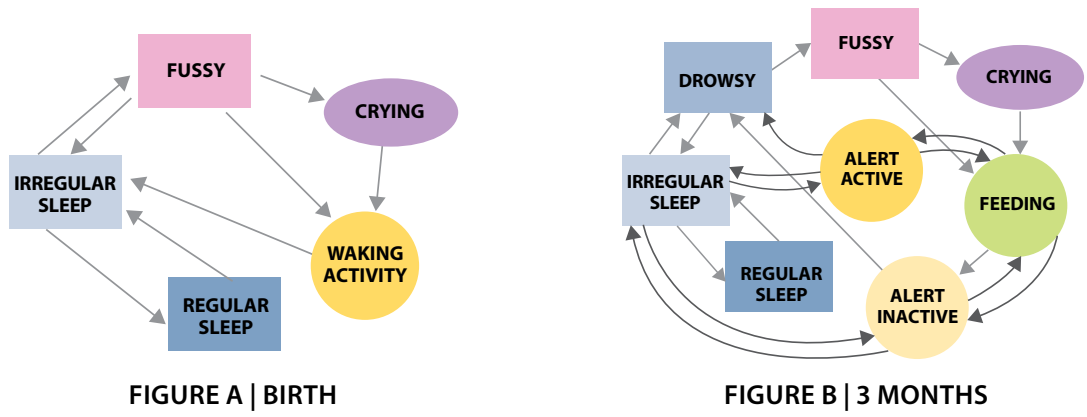 FUSSY
CRYING
IRREGULAR
SLEEP
WAKING
ACTIVITY
REGULAR
SLEEP
FIGURE A | BIRTH
FUSSY
DROWSY
CRYING
ALERT
ACTIVE
IRREGULAR
SLEEP
FEEDING
REGULAR
SLEEP
ALERT
INACTIVE
FIGURE B | 3 MONTHS